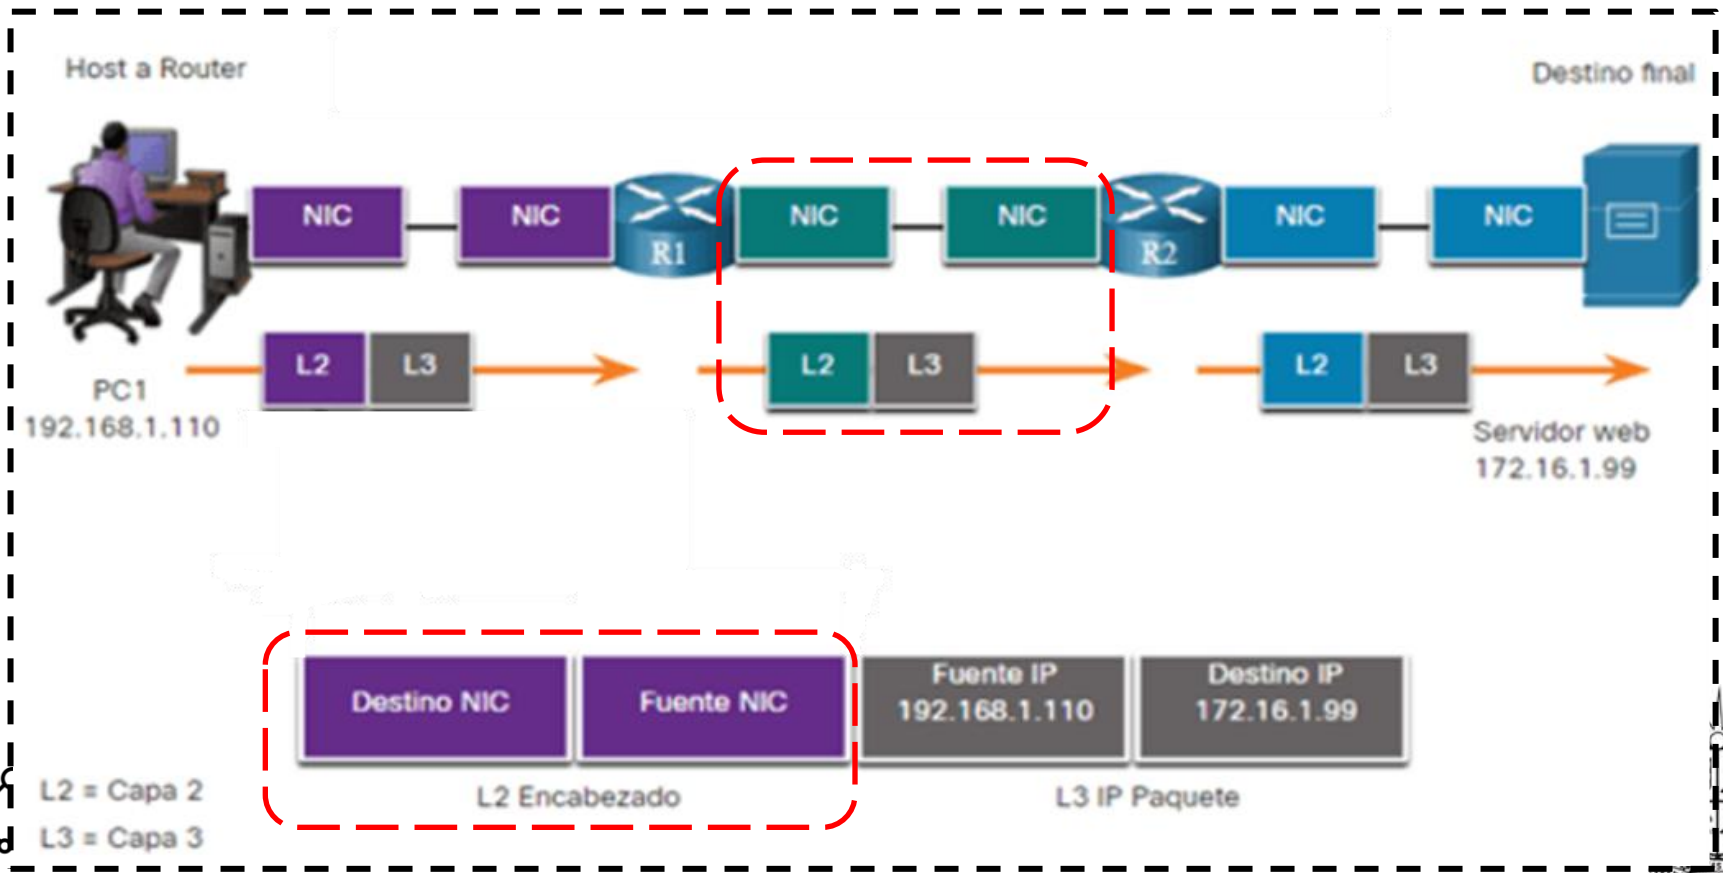 Host a Router
Destino final
NIC
NIC
R1
NIC
NIC
R2
NIC
NIC
L2
L3
L2
L3
L2
L3
PC1
192.168.1.110
Servidor web
172.16.1.99
Destino NIC
Fuente NIC
Fuente IP
192.168.1.110
Destino IP
172.16.1.99
L2 Encabezado
L3 IP Paquete
L2 = Capa 2
L3 = Capa 3